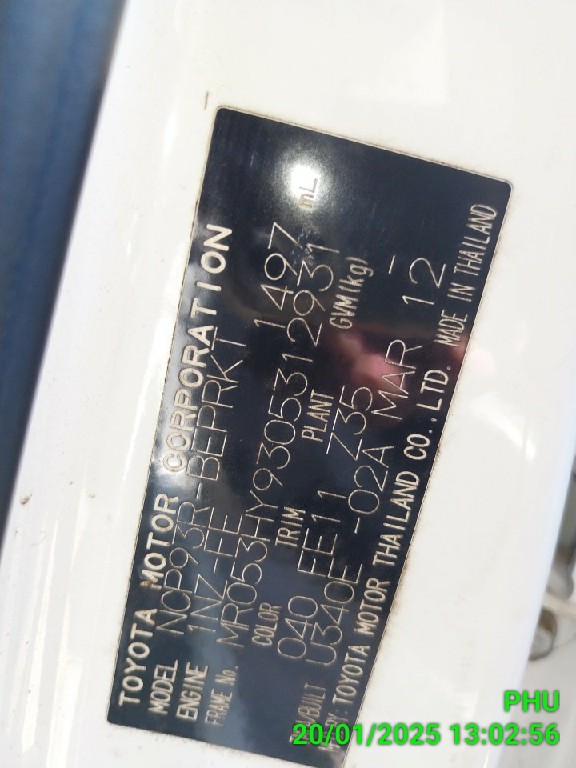 TOYOTA MOTOR CORPORATION
MODEL NCP93R-BEPRKT
ENGINE 1NZ-FE 1497 mL
FRAME No. MR053HY9305312931
COLOR TRIM PLANT GVM(kg)
040 FE11 Z35 -
U340E -02A MAR 12
BY: TOYOTA MOTOR THAILAND CO.,LTD. MADE IN THAILAND
PHU
20/01/2025 13:02:56